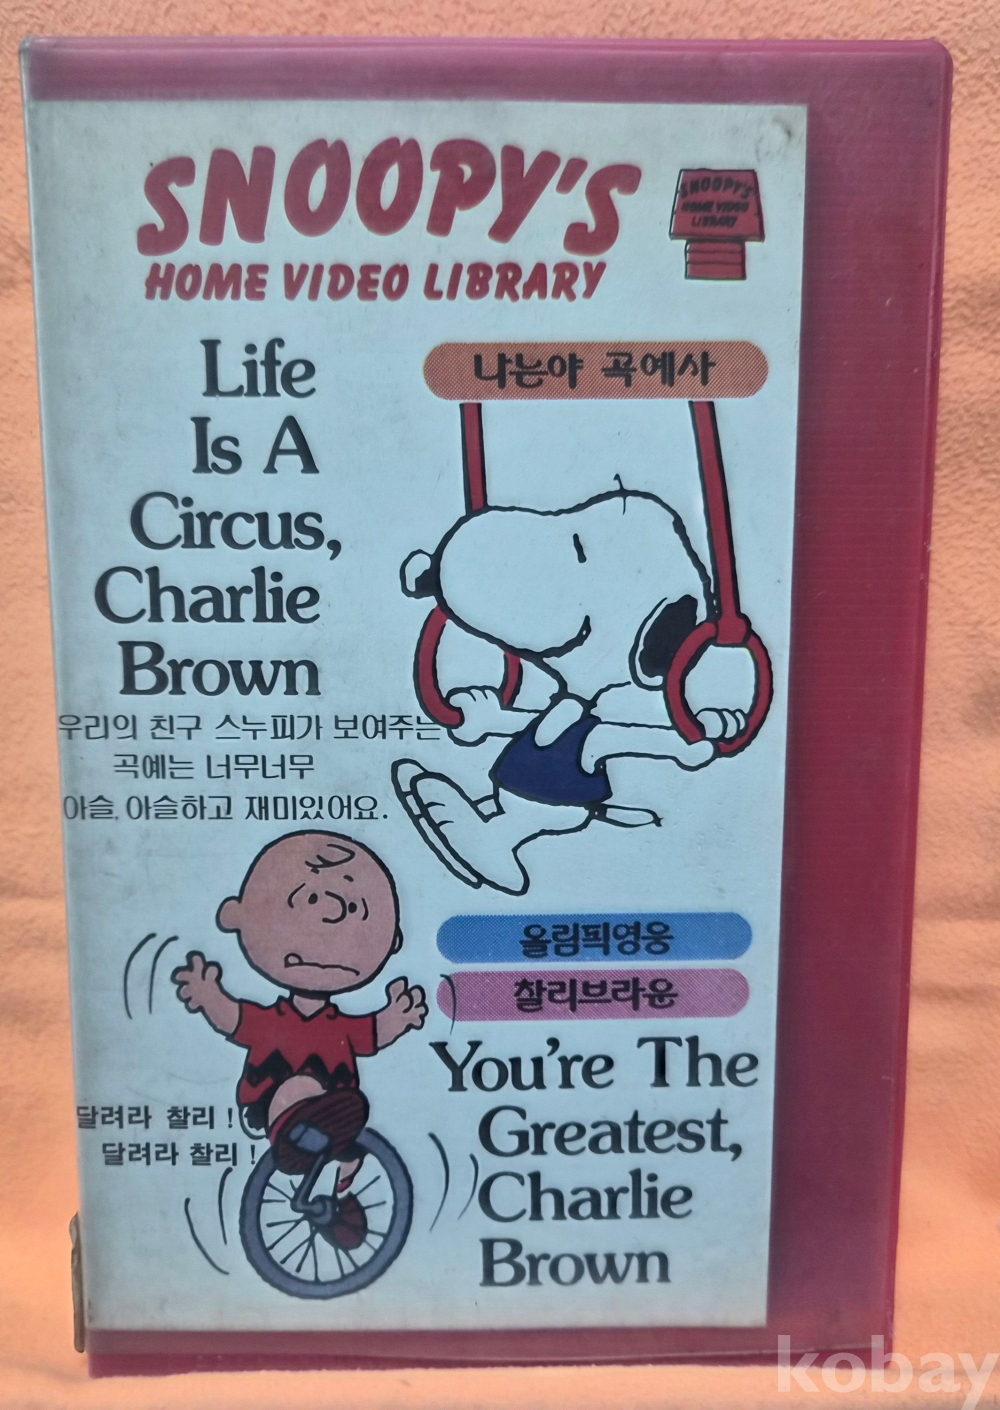 SNOOPY'S
HOME VIDEO LIBRARY
SNOOPY'S
HOME VIDEO
LIBRARY
Life
Is A
Circus,
Charlie
Brown
나는야 곡예사
우리의 친구 스누피가 보여주는
곡예는 너무너무
아슬, 아슬하고 재미있어요.
올림픽영웅
찰리브라운
You're The
Greatest,
Charlie
Brown
달려라 찰리 !
달려라 찰리 !
kobay